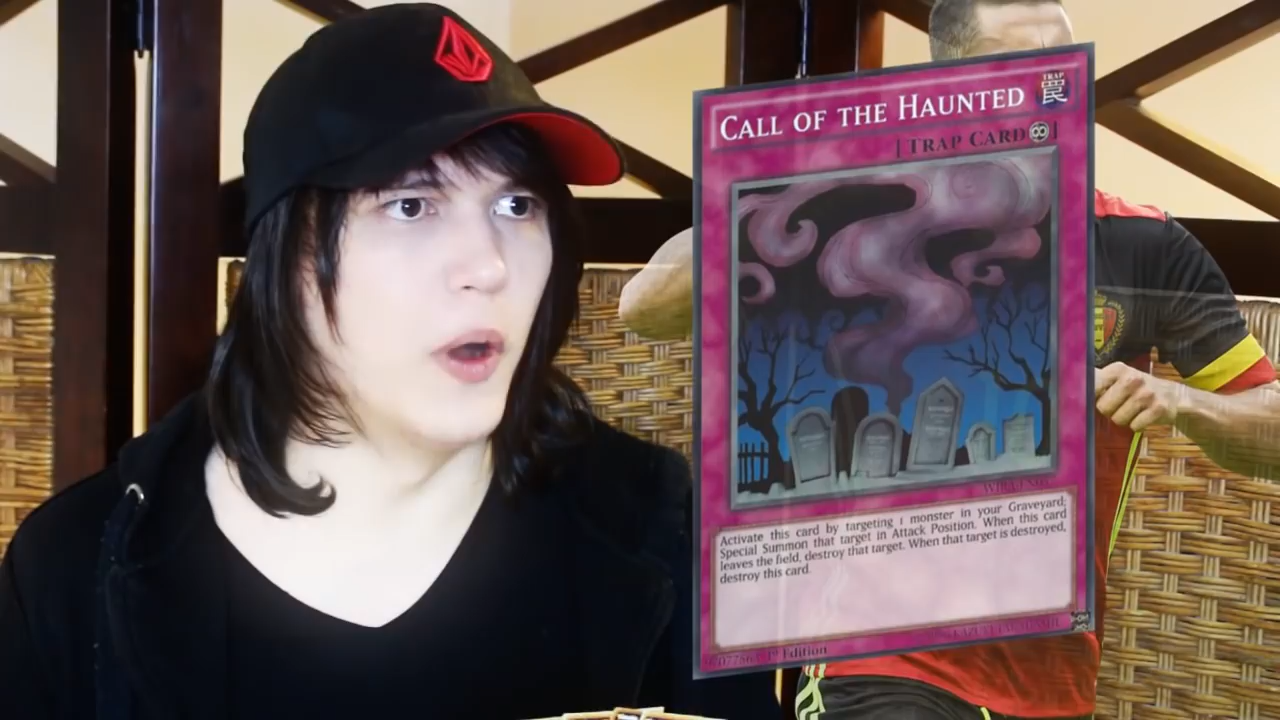 CALL OF THE HAUNTED
TRAP
罠
[TRAP CARD ]
Activate this card by targeting 1 monster in your Graveyard;
Special Summon that target in Attack Position. When this card
leaves the field, destroy that target. When that target is destroyed,
destroy this card.
1st Edition